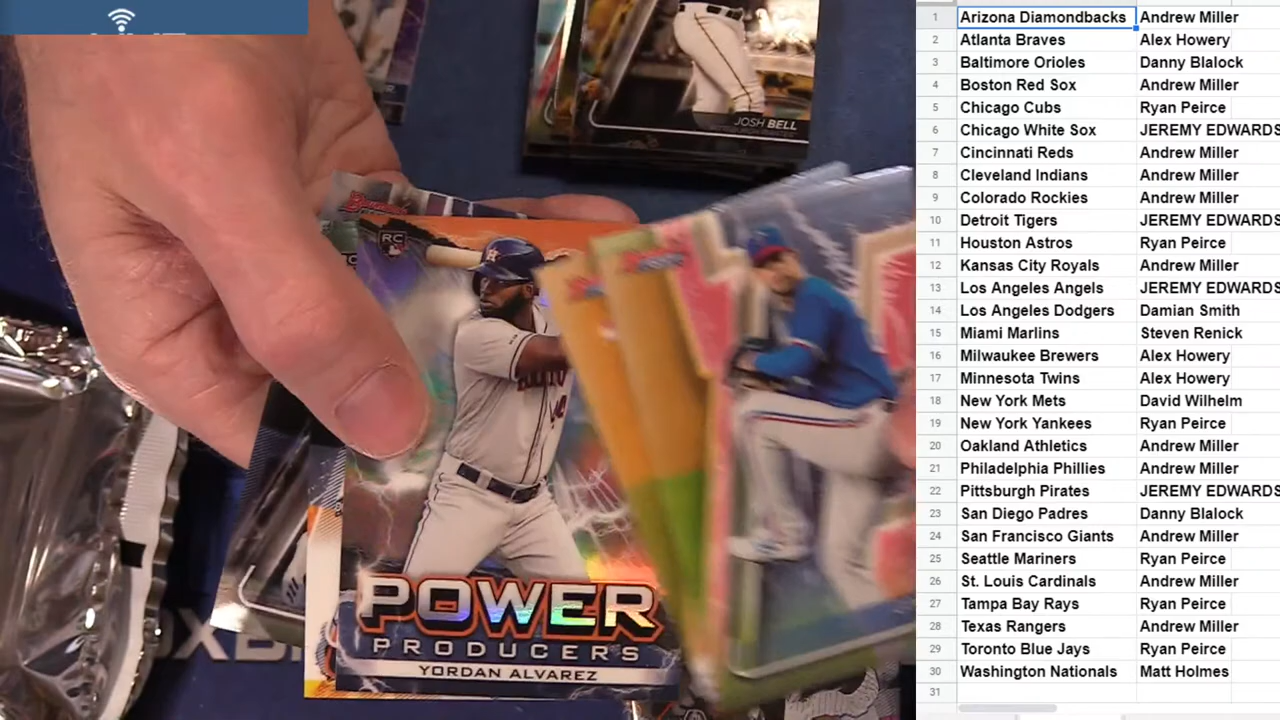 JOSH BELL
PITTSBURGH PIRATES
RC
POWER
PRODUCERS
YORDAN ALVAREZ
1 Arizona Diamondbacks Andrew Miller
2 Atlanta Braves Alex Howery
3 Baltimore Orioles Danny Blalock
4 Boston Red Sox Andrew Miller
5 Chicago Cubs Ryan Peirce
6 Chicago White Sox JEREMY EDWARDS
7 Cincinnati Reds Andrew Miller
8 Cleveland Indians Andrew Miller
9 Colorado Rockies Andrew Miller
10 Detroit Tigers JEREMY EDWARDS
11 Houston Astros Ryan Peirce
12 Kansas City Royals Andrew Miller
13 Los Angeles Angels JEREMY EDWARDS
14 Los Angeles Dodgers Damian Smith
15 Miami Marlins Steven Renick
16 Milwaukee Brewers Alex Howery
17 Minnesota Twins Alex Howery
18 New York Mets David Wilhelm
19 New York Yankees Ryan Peirce
20 Oakland Athletics Andrew Miller
21 Philadelphia Phillies Andrew Miller
22 Pittsburgh Pirates JEREMY EDWARDS
23 San Diego Padres Danny Blalock
24 San Francisco Giants Andrew Miller
25 Seattle Mariners Ryan Peirce
26 St. Louis Cardinals Andrew Miller
27 Tampa Bay Rays Ryan Peirce
28 Texas Rangers Andrew Miller
29 Toronto Blue Jays Ryan Peirce
30 Washington Nationals Matt Holmes
31